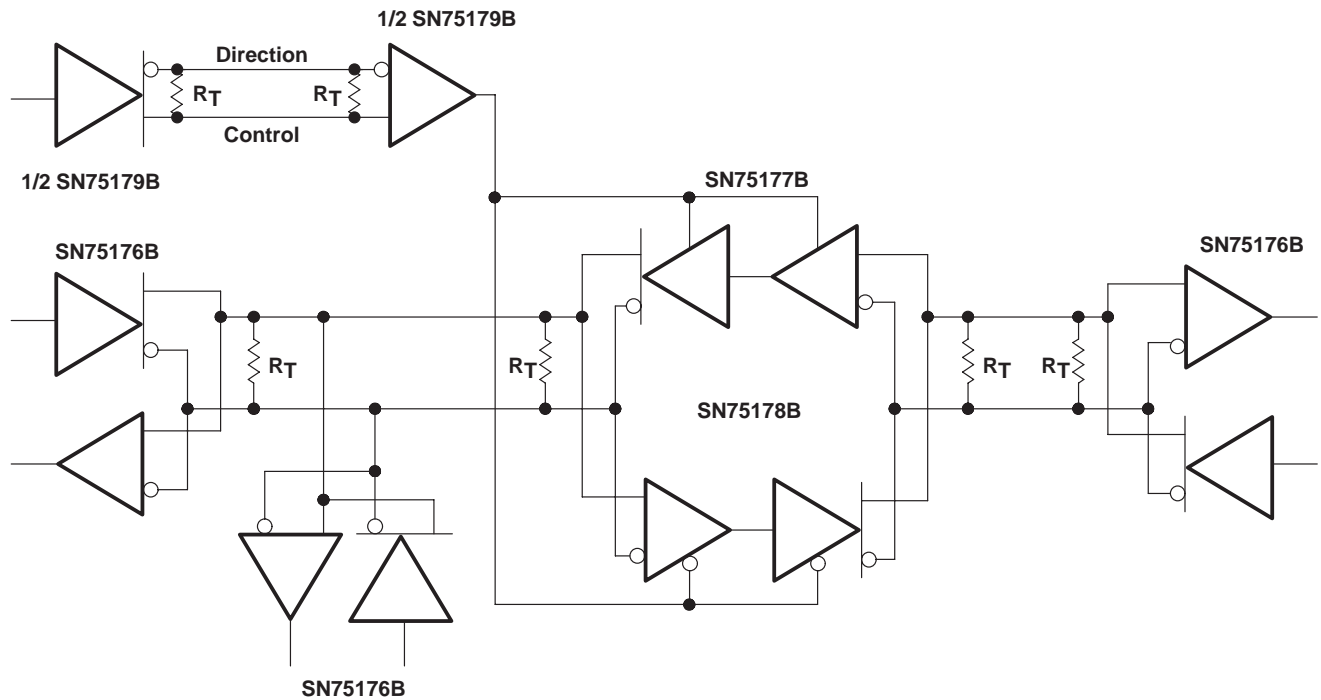 1/2 SN75179B
Direction
RT
RT
Control
1/2 SN75179B
SN75177B
SN75176B
SN75176B
RT
RT
RT
RT
SN75178B
SN75176B